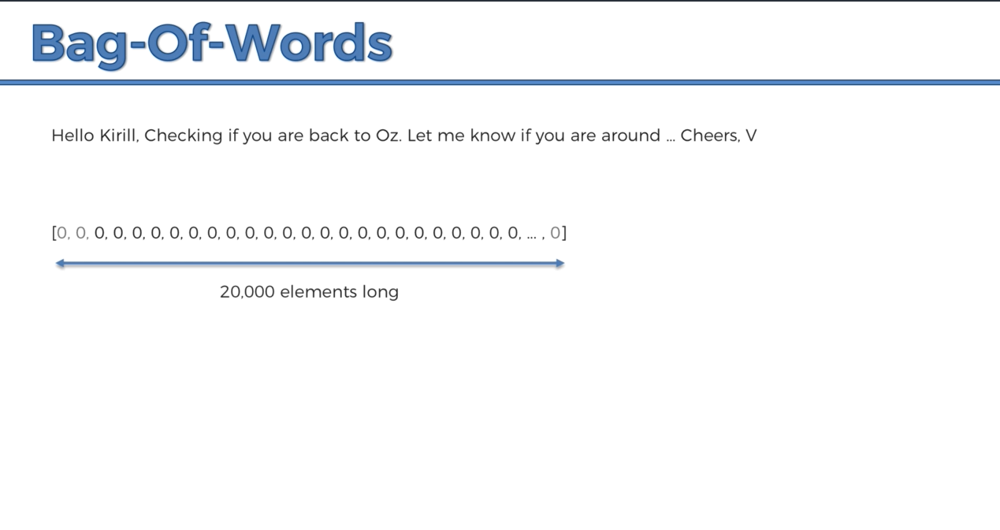 Bag-Of-Words
Hello Kirill, Checking if you are back to Oz. Let me know if you are around ... Cheers, V
[0, 0, 0, 0, 0, 0, 0, 0, 0, 0, 0, 0, 0, 0, 0, 0, 0, 0, 0, 0, 0, 0, 0, 0, 0, ... , 0]
20,000 elements long